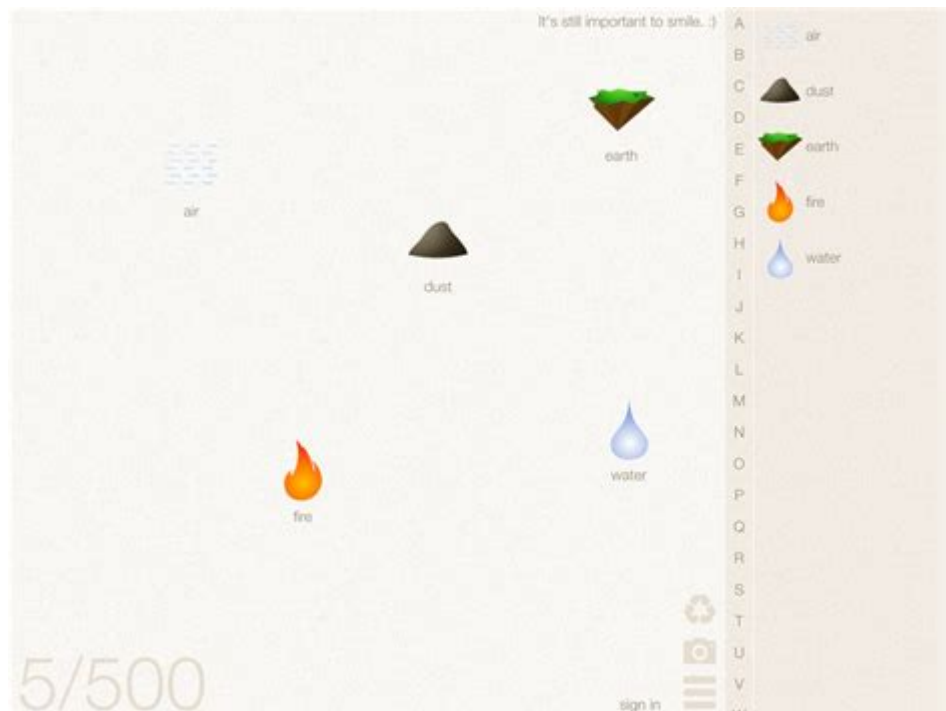 It's still important to smile. :)
earth
air
dust
water
fire
5/500
sign in
A
B
C
D
E
F
G
H
I
J
K
L
M
N
O
P
Q
R
S
T
U
V
air
dust
earth
fire
water